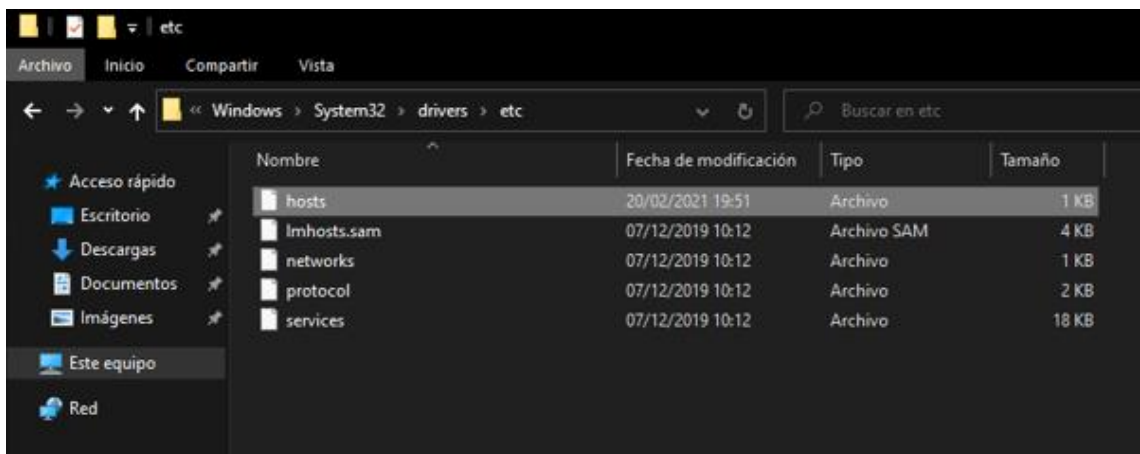 etc
Archivo Inicio Compartir Vista
« Windows › System32 › drivers › etc Buscar en etc
Nombre Fecha de modificación Tipo Tamaño
Acceso rápido
Escritorio
Descargas
Documentos
Imágenes
Este equipo
Red
hosts 20/02/2021 19:51 Archivo 1 KB
lmhosts.sam 07/12/2019 10:12 Archivo SAM 4 KB
networks 07/12/2019 10:12 Archivo 1 KB
protocol 07/12/2019 10:12 Archivo 2 KB
services 07/12/2019 10:12 Archivo 18 KB